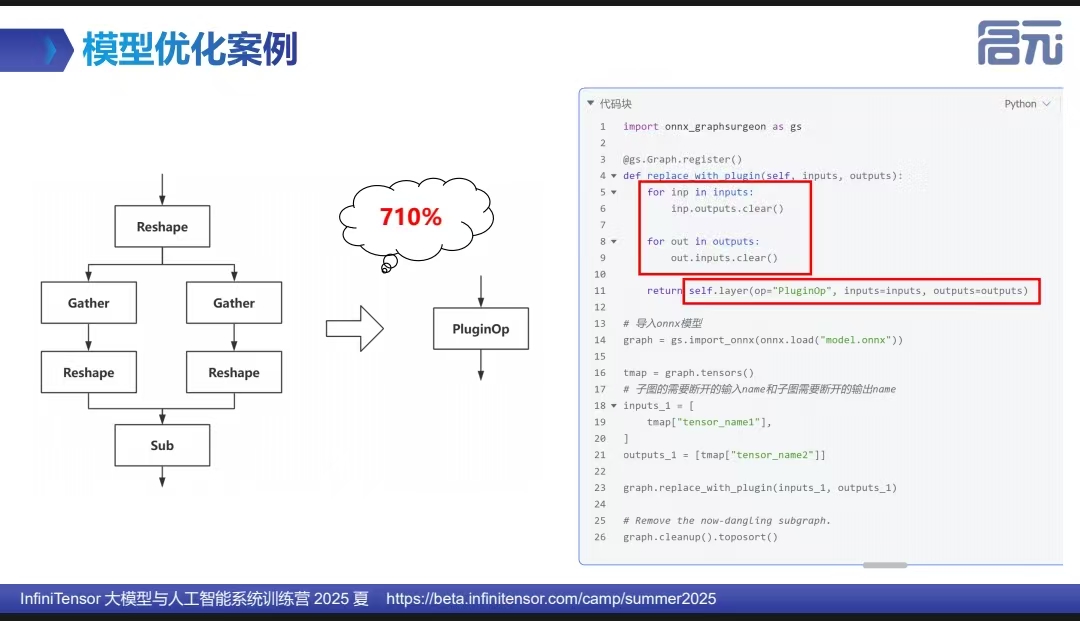 模型优化案例
启元
Reshape
Gather
Gather
Reshape
Reshape
Sub
710%
PluginOp
代码块
Python
1 import onnx_graphsurgeon as gs
2
3 @gs.Graph.register()
4 def replace_with_plugin(self, inputs, outputs):
5 for inp in inputs:
6 inp.outputs.clear()
7
8 for out in outputs:
9 out.inputs.clear()
10
11 return self.layer(op="PluginOp", inputs=inputs, outputs=outputs)
12
13 # 导入onnx模型
14 graph = gs.import_onnx(onnx.load("model.onnx"))
15
16 tmap = graph.tensors()
17 # 子图的需要断开的输入name和子图需要断开的输出name
18 inputs_1 = [
19 tmap["tensor_name1"],
20 ]
21 outputs_1 = [tmap["tensor_name2"]]
22
23 graph.replace_with_plugin(inputs_1, outputs_1)
24
25 # Remove the now-dangling subgraph.
26 graph.cleanup().toposort()
InfiniTensor 大模型与人工智能系统训练营 2025 夏 https://beta.infinitensor.com/camp/summer2025